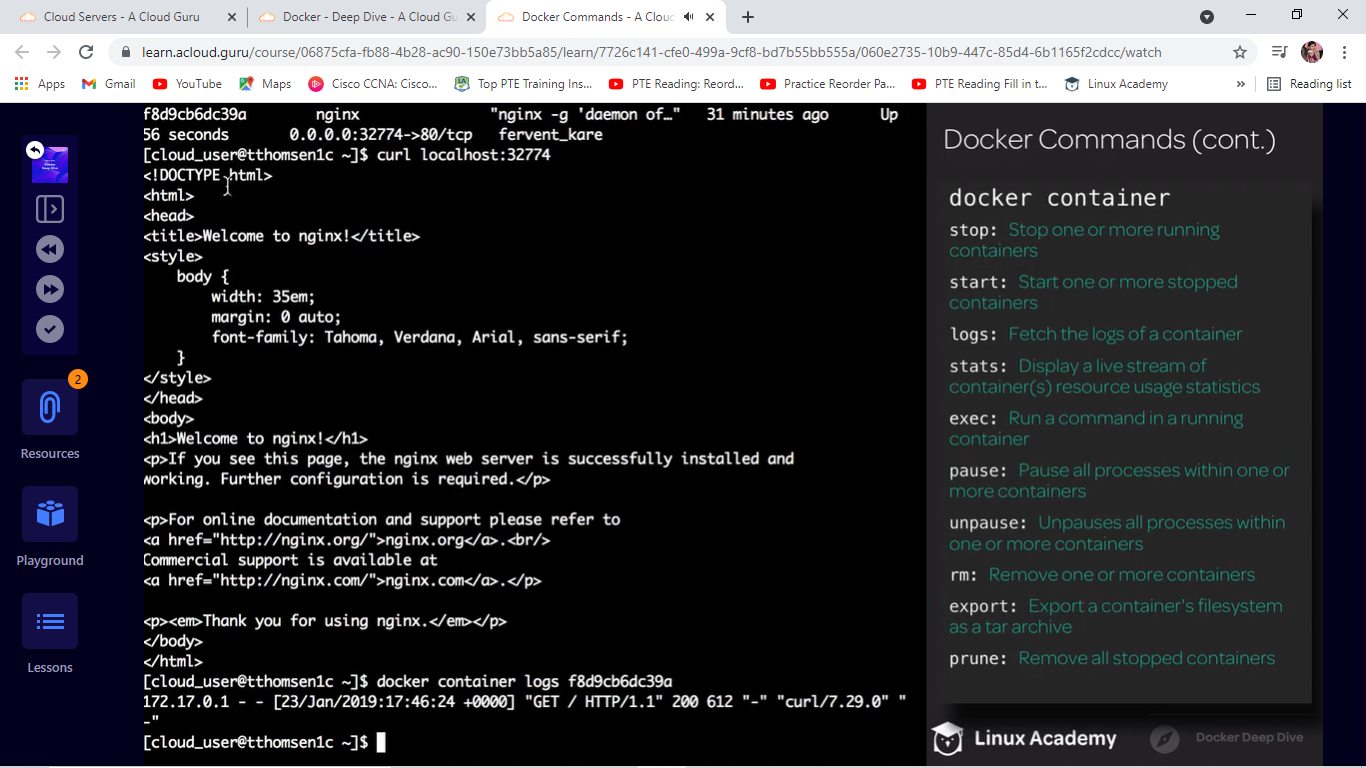 Cloud Servers - A Cloud Guru
Docker - Deep Dive - A Cloud Gu
Docker Commands - A Cloud
learn.acloud.guru/course/06875cfa-fb88-4b28-ac90-150e73bb5a85/learn/7726c141-cfe0-499a-9cf8-bd7b55bb555a/060e2735-10b9-447c-85d4-6b1165f2cdcc/watch
Apps
Gmail
YouTube
Maps
Cisco CCNA: Cisco...
Top PTE Training Ins...
PTE Reading: Reord...
Practice Reorder Pa...
PTE Reading Fill in t...
Linux Academy
»
Reading list
2
Resources
Playground
Lessons
f8d9cb6dc39a nginx "nginx -g 'daemon of…" 31 minutes ago Up
56 seconds 0.0.0.0:32774->80/tcp fervent_kare
[cloud_user@tthomsen1c ~]$ curl localhost:32774
<!DOCTYPE html>
<html>
<head>
<title>Welcome to nginx!</title>
<style>
body {
width: 35em;
margin: 0 auto;
font-family: Tahoma, Verdana, Arial, sans-serif;
}
</style>
</head>
<body>
<h1>Welcome to nginx!</h1>
<p>If you see this page, the nginx web server is successfully installed and
working. Further configuration is required.</p>
<p>For online documentation and support please refer to
<a href="http://nginx.org/">nginx.org</a>.<br/>
Commercial support is available at
<a href="http://nginx.com/">nginx.com</a>.</p>
<p><em>Thank you for using nginx.</em></p>
</body>
</html>
[cloud_user@tthomsen1c ~]$ docker container logs f8d9cb6dc39a
172.17.0.1 - - [23/Jan/2019:17:46:24 +0000] "GET / HTTP/1.1" 200 612 "-" "curl/7.29.0" "
-"
[cloud_user@tthomsen1c ~]$
Docker Commands (cont.)
docker container
stop: Stop one or more running
containers
start: Start one or more stopped
containers
logs: Fetch the logs of a container
stats: Display a live stream of
container(s) resource usage statistics
exec: Run a command in a running
container
pause: Pause all processes within one or
more containers
unpause: Unpauses all processes within
one or more containers
rm: Remove one or more containers
export: Export a container's filesystem
as a tar archive
prune: Remove all stopped containers
Linux Academy
Docker Deep Dive